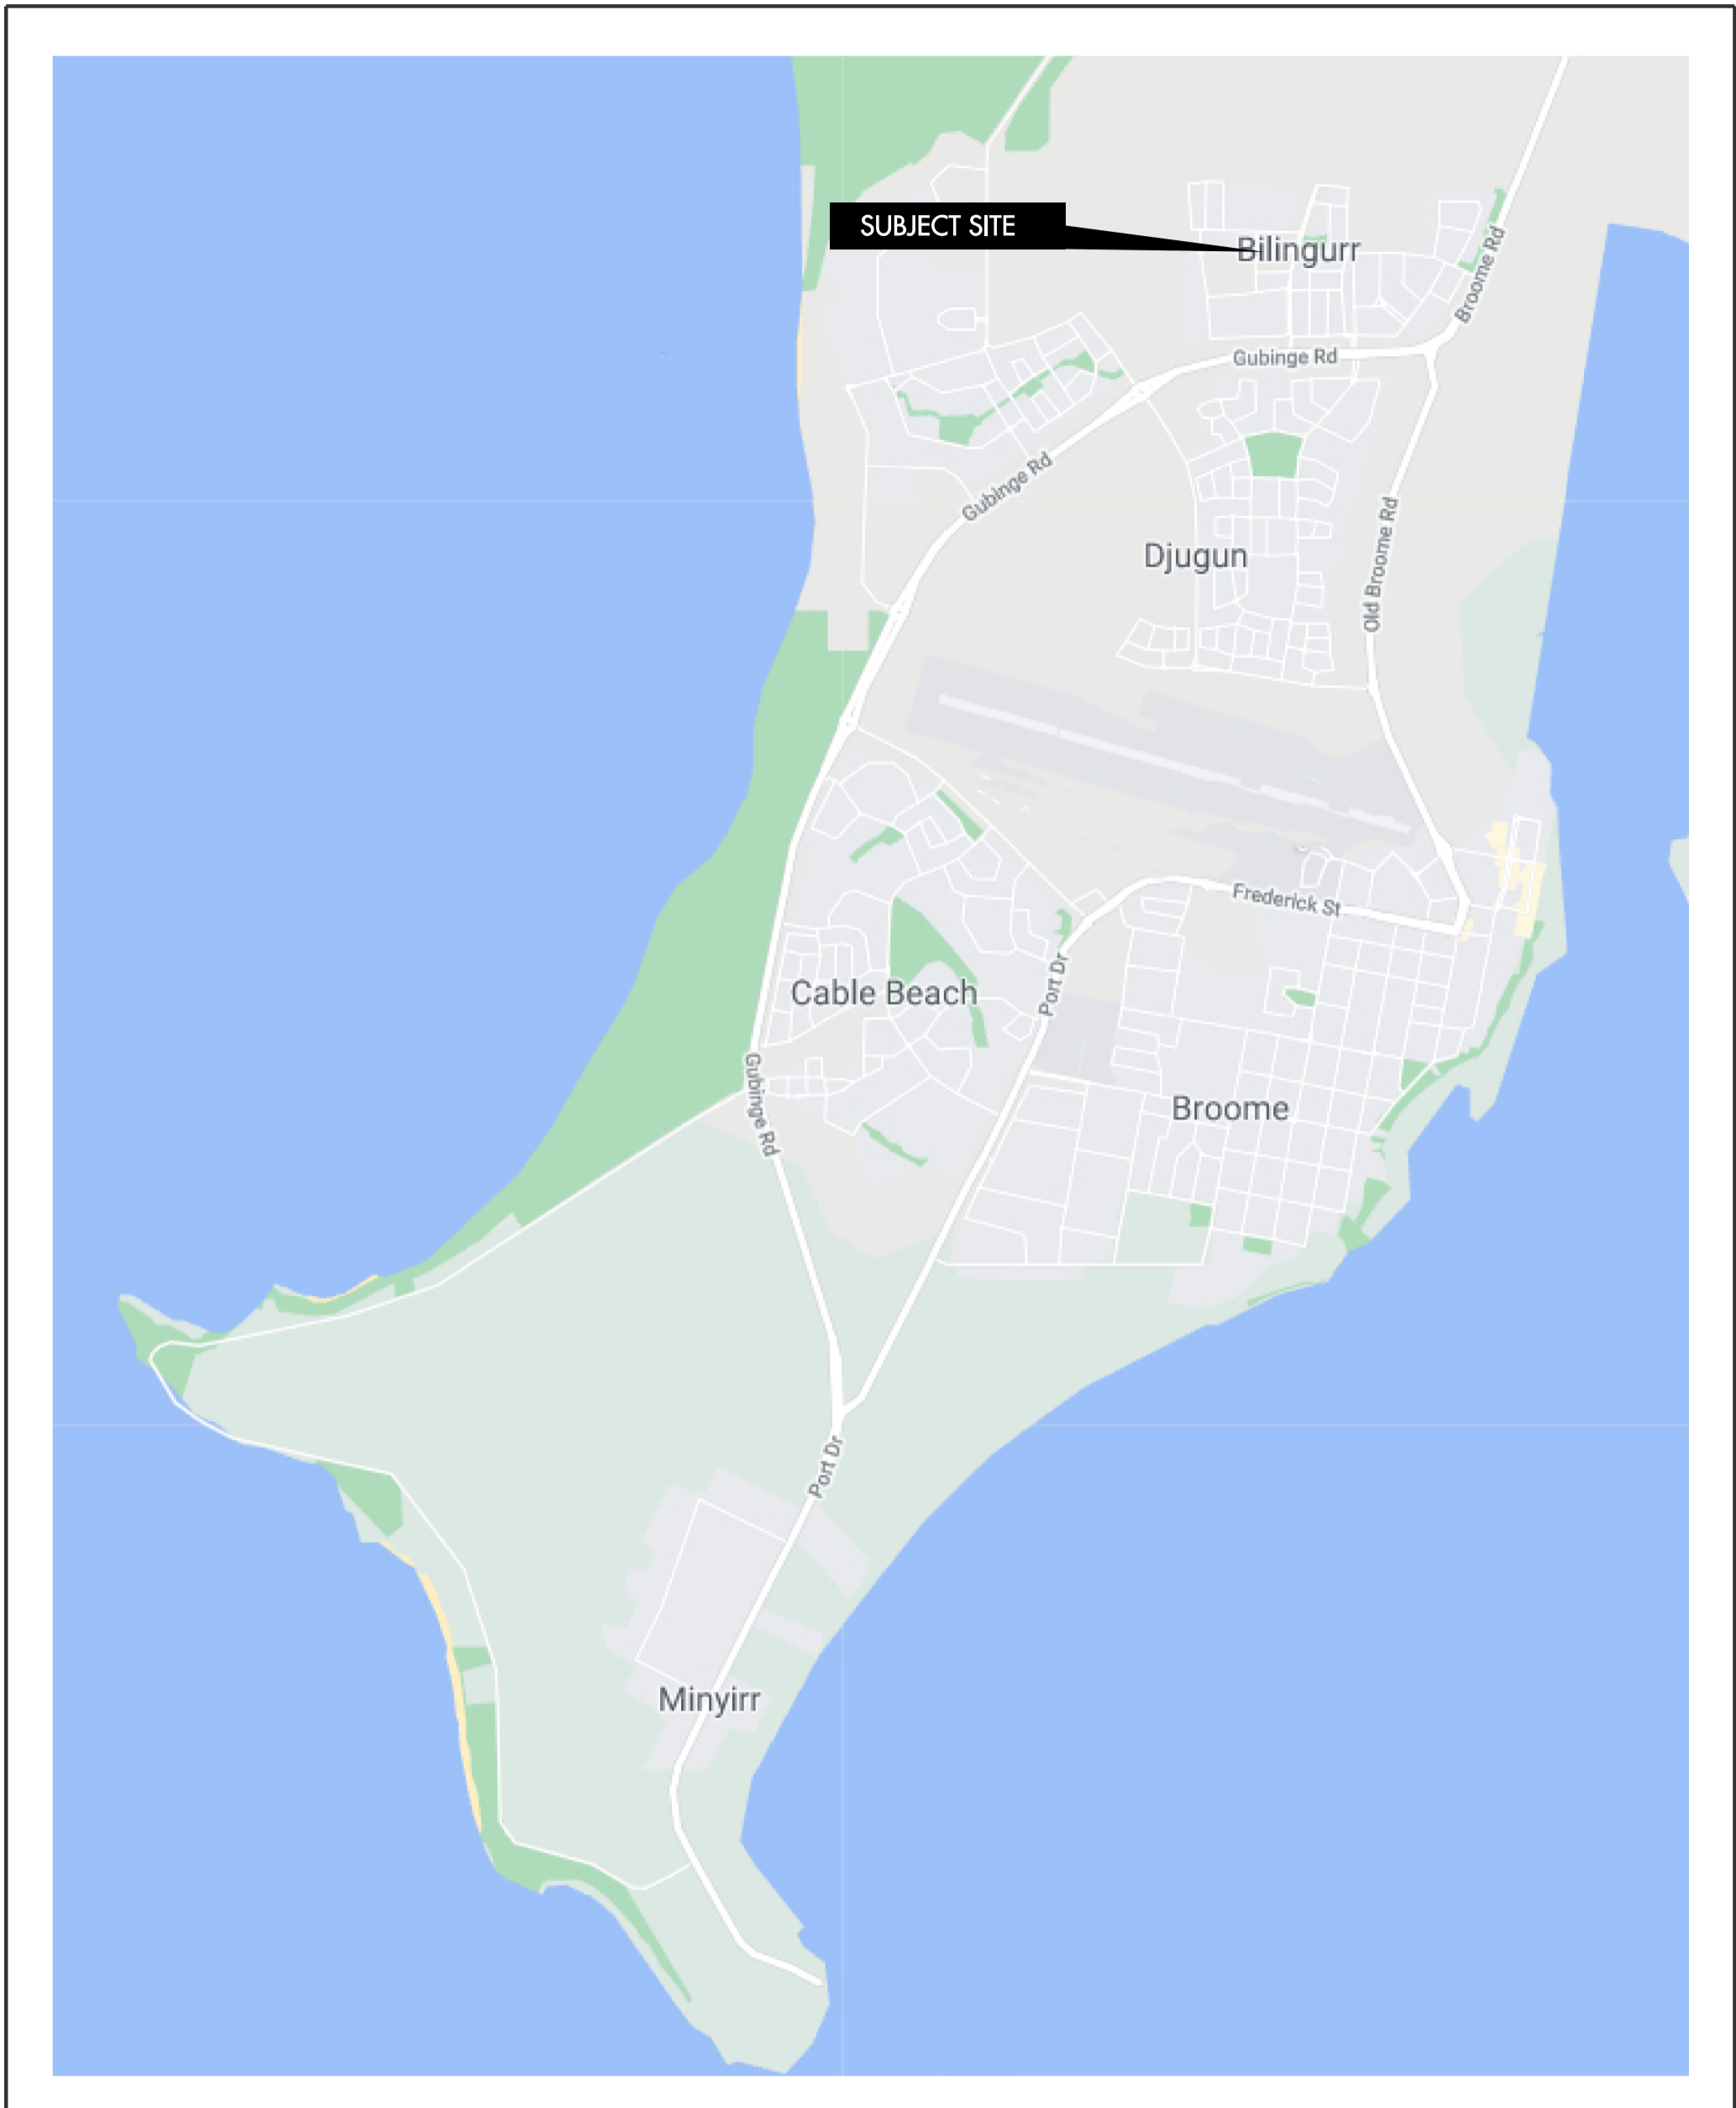 SUBJECT SITE
Bilingurr
Broome Rd
Gubinge Rd
Gubinge Rd
Djugun
Old Broome Rd
Frederick St
Port Dr
Cable Beach
Gubinge Rd
Broome
Port Dr
Minyirr